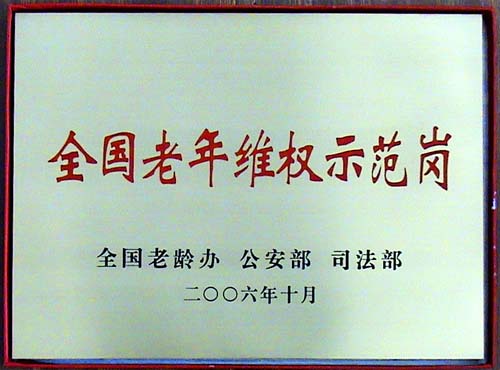 全国老年维权示范岗
全国老龄办 公安部 司法部
二〇〇六年十月